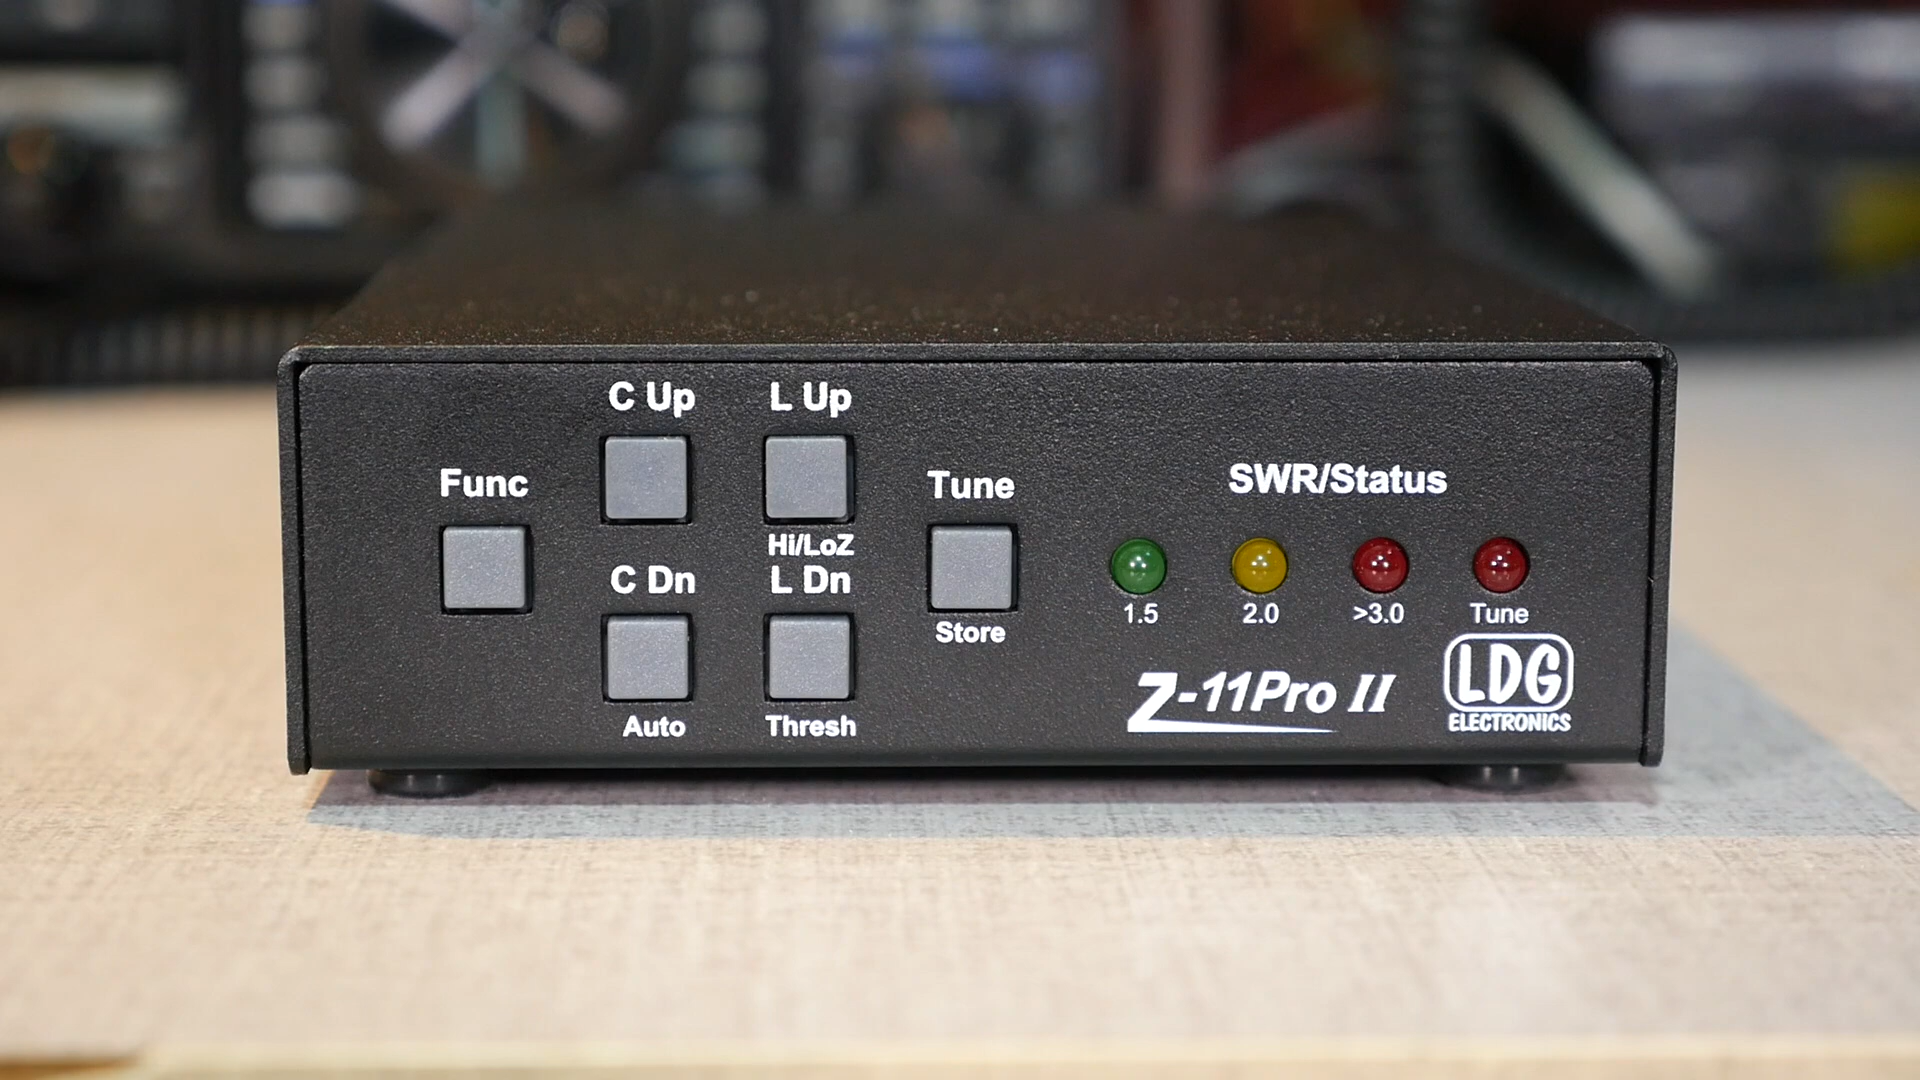 C Up
L Up
Func
Tune
SWR/Status
Hi/LoZ
C Dn
L Dn
1.5
2.0
>3.0
Tune
Store
Auto
Thresh
Z-11Pro II
LDG
ELECTRONICS